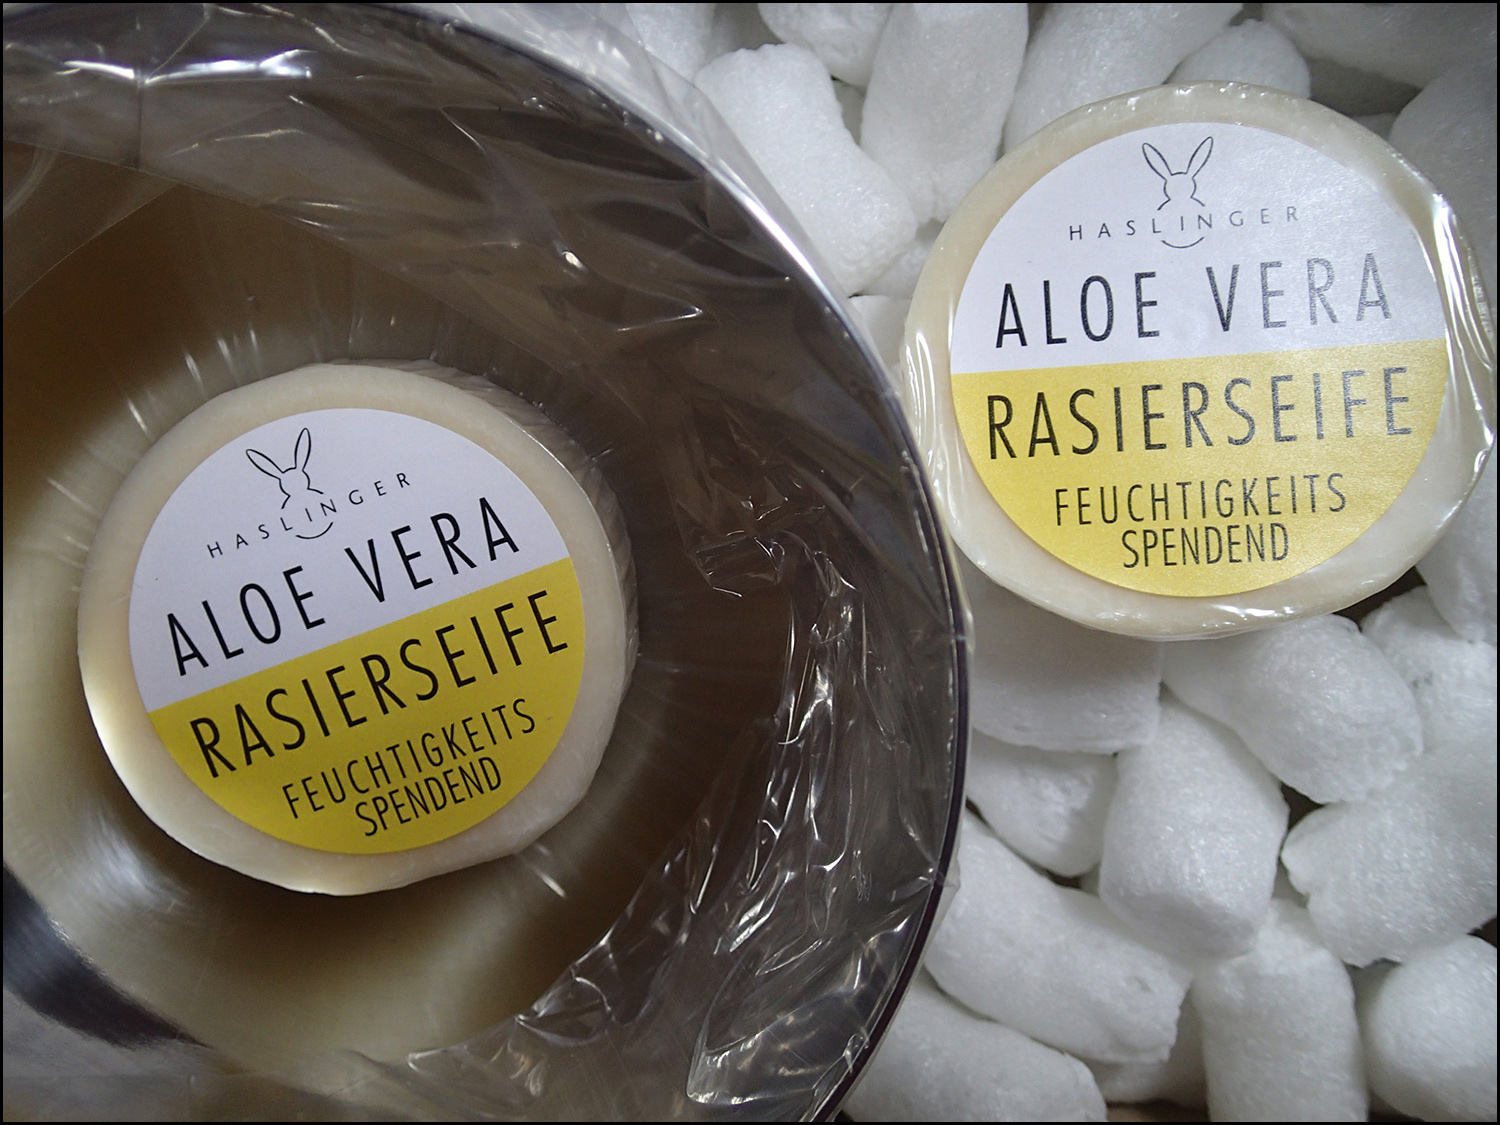 HASLINGER
ALOE VERA
RASIERSEIFE
FEUCHTIGKEITS
SPENDEND
HASLINGER
ALOE VERA
RASIERSEIFE
FEUCHTIGKEITS
SPENDEND